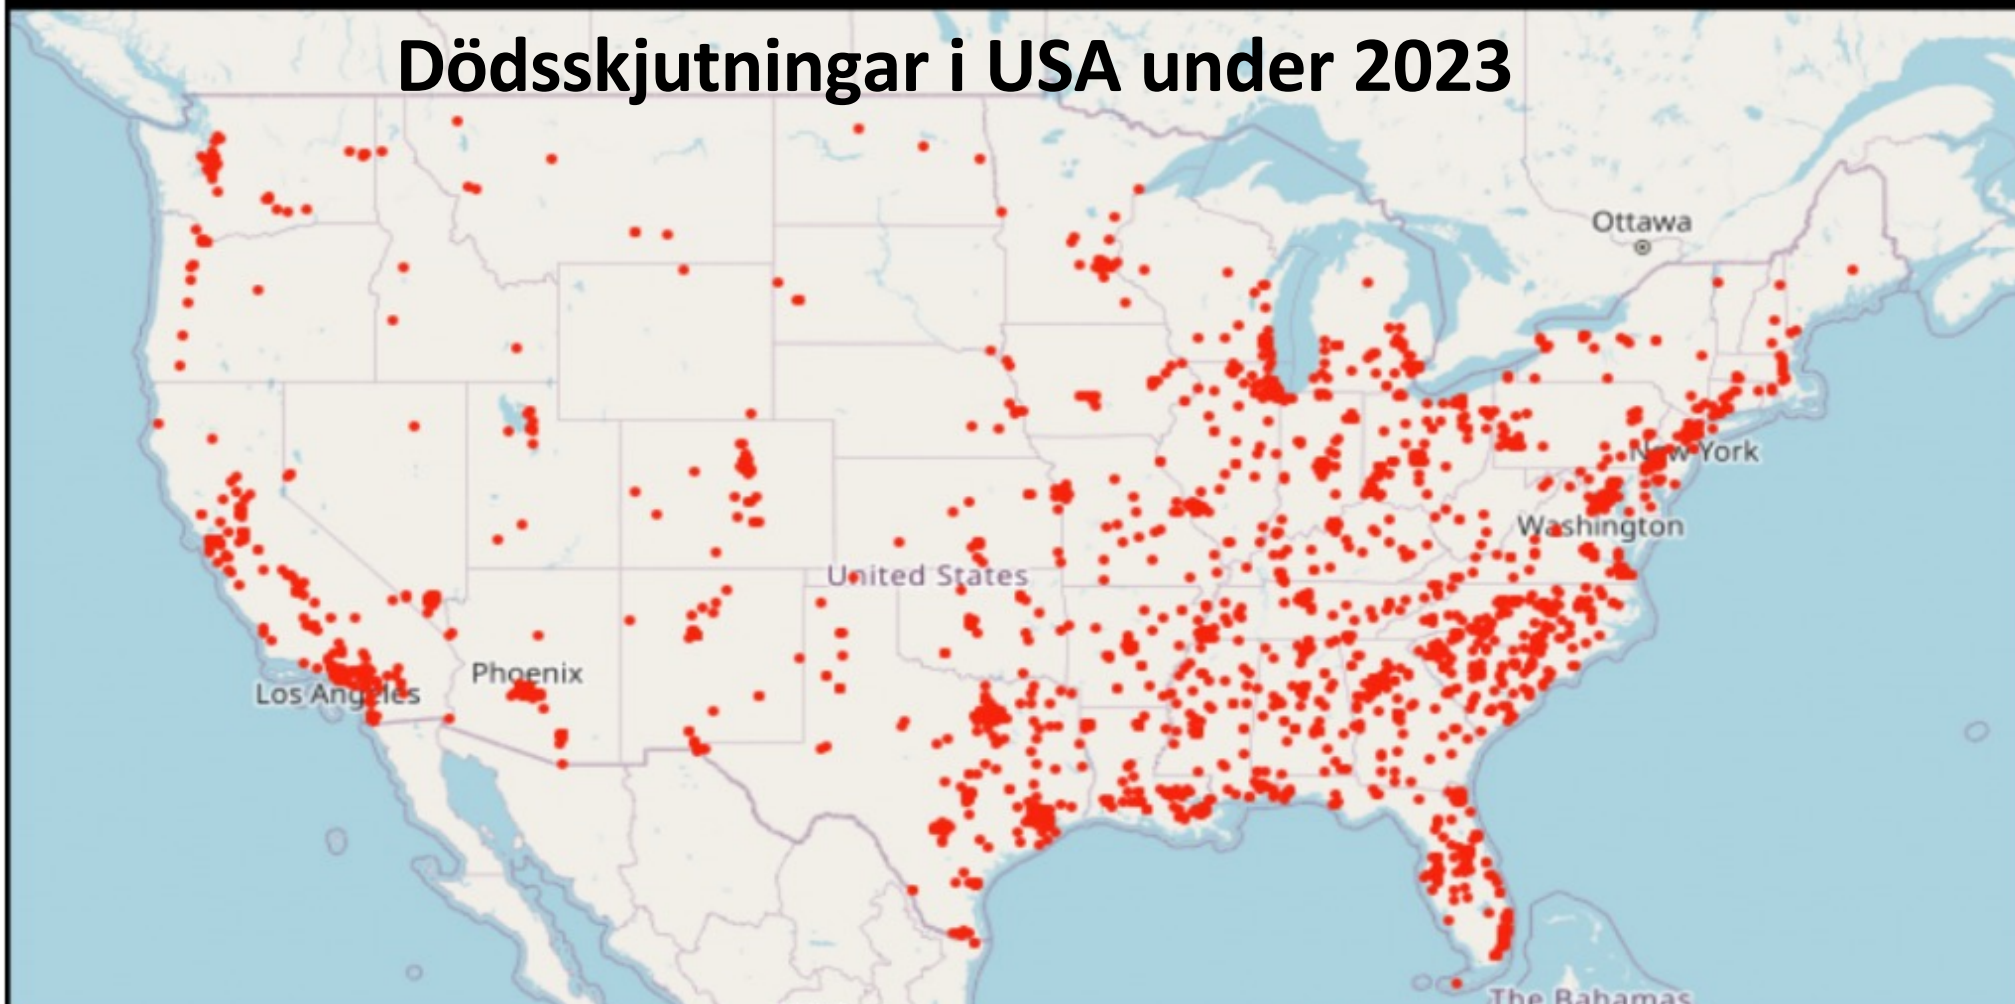 Dödsskjutningar i USA under 2023
Ottawa
New York
Washington
United States
Phoenix
Los Angeles
The Bahamas